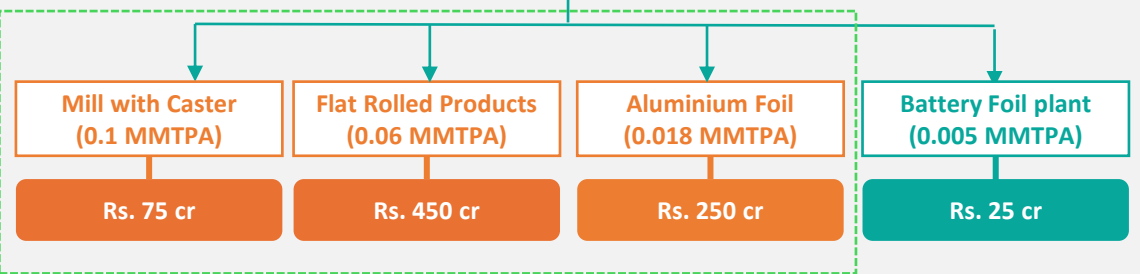 Mill with Caster
(0.1 MMTPA)
Flat Rolled Products
(0.06 MMTPA)
Aluminium Foil
(0.018 MMTPA)
Battery Foil plant
(0.005 MMTPA)
Rs. 75 cr
Rs. 450 cr
Rs. 250 cr
Rs. 25 cr